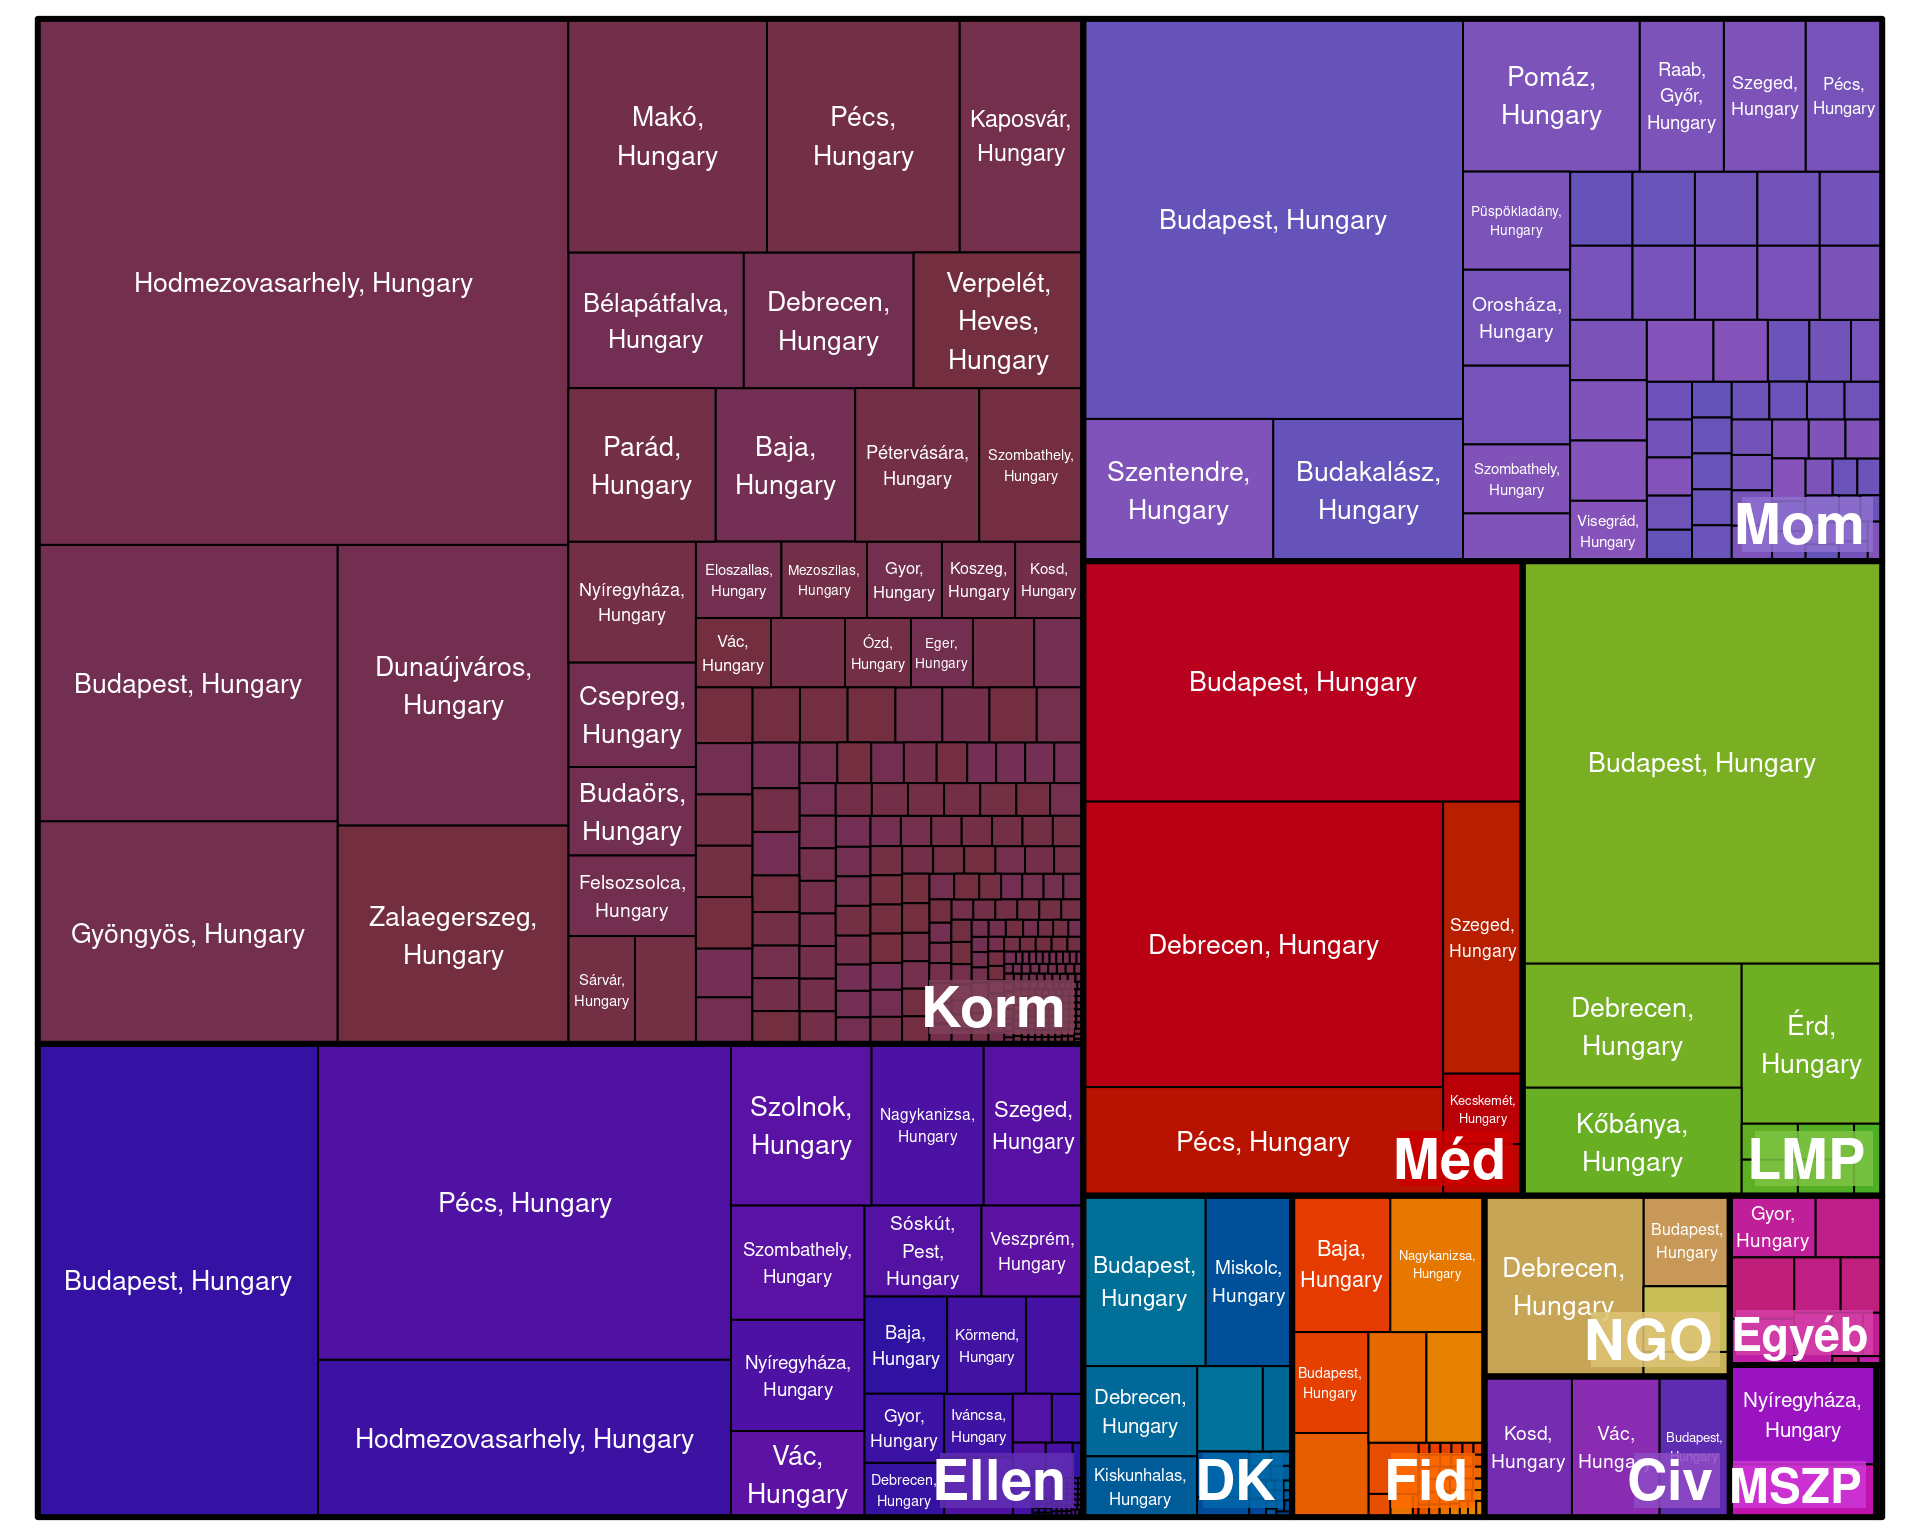 Hodmezovasarhely, Hungary
Makó,
Hungary
Pécs,
Hungary
Kaposvár,
Hungary
Bélapátfalva,
Hungary
Debrecen,
Hungary
Verpelét,
Heves,
Hungary
Parád,
Hungary
Baja,
Hungary
Pétervására,
Hungary
Szombathely,
Hungary
Budapest, Hungary
Dunaújváros,
Hungary
Gyöngyös, Hungary
Zalaegerszeg,
Hungary
Nyíregyháza,
Hungary
Eloszallas,
Hungary
Mezoszilas,
Hungary
Gyor,
Hungary
Koszeg,
Hungary
Kosd,
Hungary
Vác,
Hungary
Ózd,
Hungary
Eger,
Hungary
Csepreg,
Hungary
Budaörs,
Hungary
Felsozsolca,
Hungary
Sárvár,
Hungary
Korm
Budapest, Hungary
Pomáz,
Hungary
Raab,
Győr,
Hungary
Szeged,
Hungary
Pécs,
Hungary
Püspökladány,
Hungary
Orosháza,
Hungary
Szentendre,
Hungary
Budakalász,
Hungary
Szombathely,
Hungary
Visegrád,
Hungary
Mom
Budapest, Hungary
Debrecen, Hungary
Szeged,
Hungary
Kecskemét,
Hungary
Pécs, Hungary
Méd
Budapest, Hungary
Debrecen,
Hungary
Érd,
Hungary
Kőbánya,
Hungary
LMP
Budapest, Hungary
Pécs, Hungary
Hodmezovasarhely, Hungary
Szolnok,
Hungary
Nagykanizsa,
Hungary
Szeged,
Hungary
Szombathely,
Hungary
Sóskút,
Pest,
Hungary
Veszprém,
Hungary
Nyíregyháza,
Hungary
Baja,
Hungary
Körmend,
Hungary
Gyor,
Hungary
Iváncsa,
Hungary
Vác,
Hungary
Debrecen,
Hungary
Ellen
Budapest,
Hungary
Miskolc,
Hungary
Debrecen,
Hungary
Kiskunhalas,
Hungary
DK
Baja,
Hungary
Nagykanizsa,
Hungary
Budapest,
Hungary
Fid
Debrecen,
Hungary
Budapest,
Hungary
NGO
Gyor,
Hungary
Egyéb
Kosd,
Hungary
Vác,
Hungary
Budapest,
Hungary
Civ
Nyíregyháza,
Hungary
MSZP